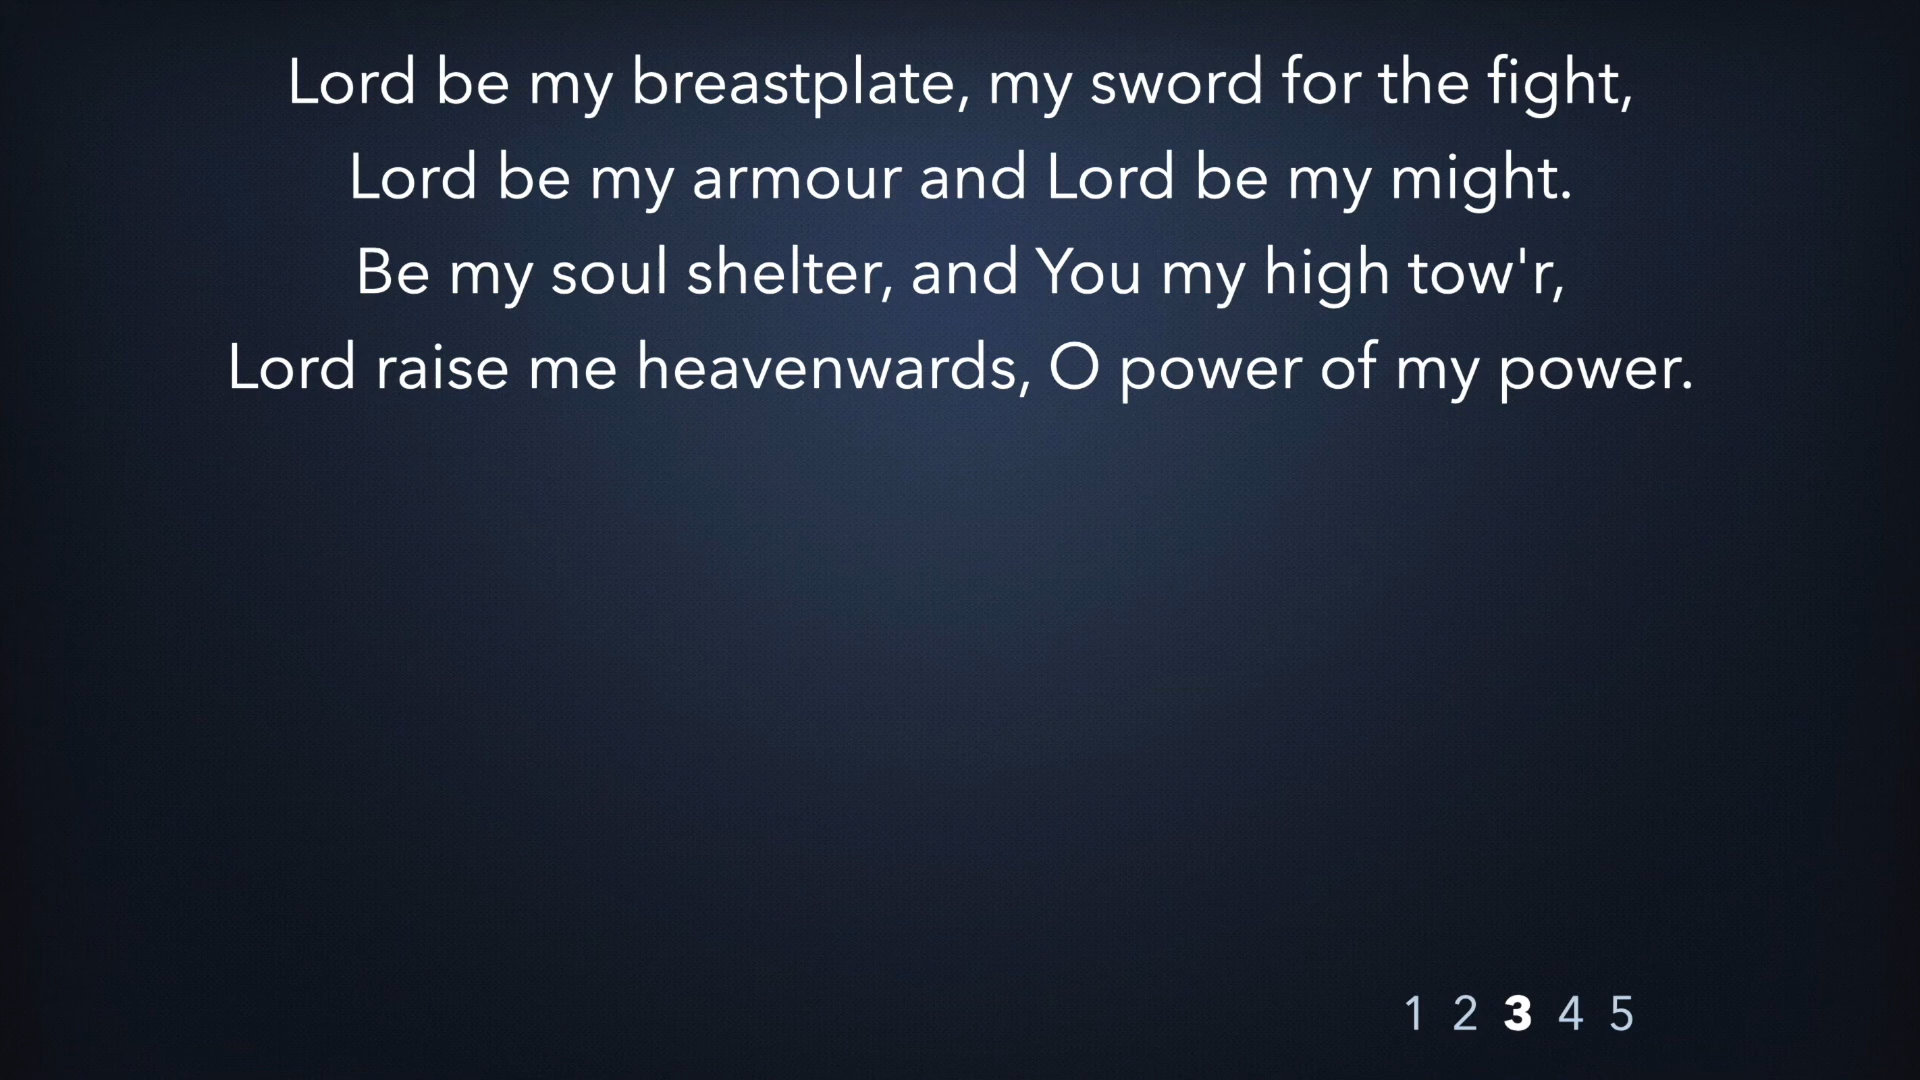 Lord be my breastplate, my sword for the fight,
Lord be my armour and Lord be my might.
Be my soul shelter, and You my high tow'r,
Lord raise me heavenwards, O power of my power.
1 2 3 4 5